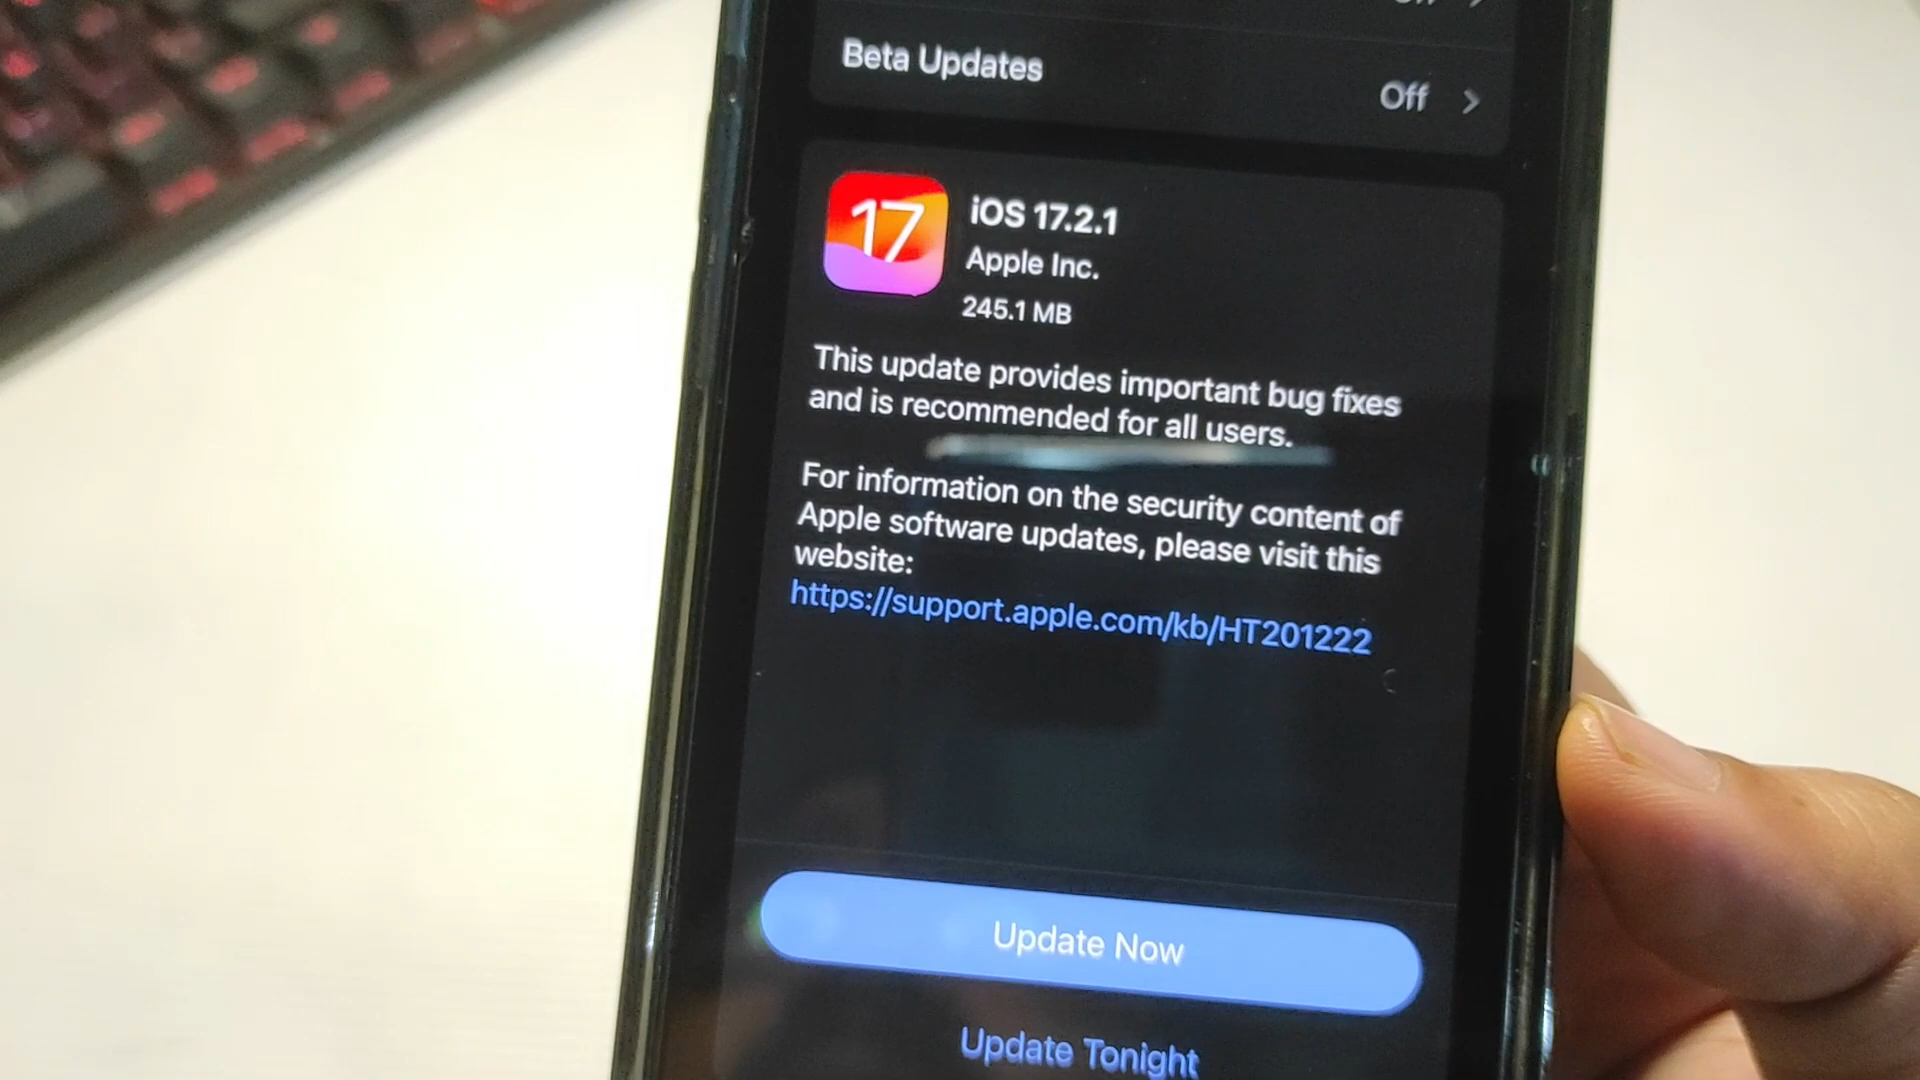 Beta Updates
Off
17
iOS 17.2.1
Apple Inc.
245.1 MB
This update provides important bug fixes
and is recommended for all users.
For information on the security content of
Apple software updates, please visit this
website:
https://support.apple.com/kb/HT201222
Update Now
Update Tonight